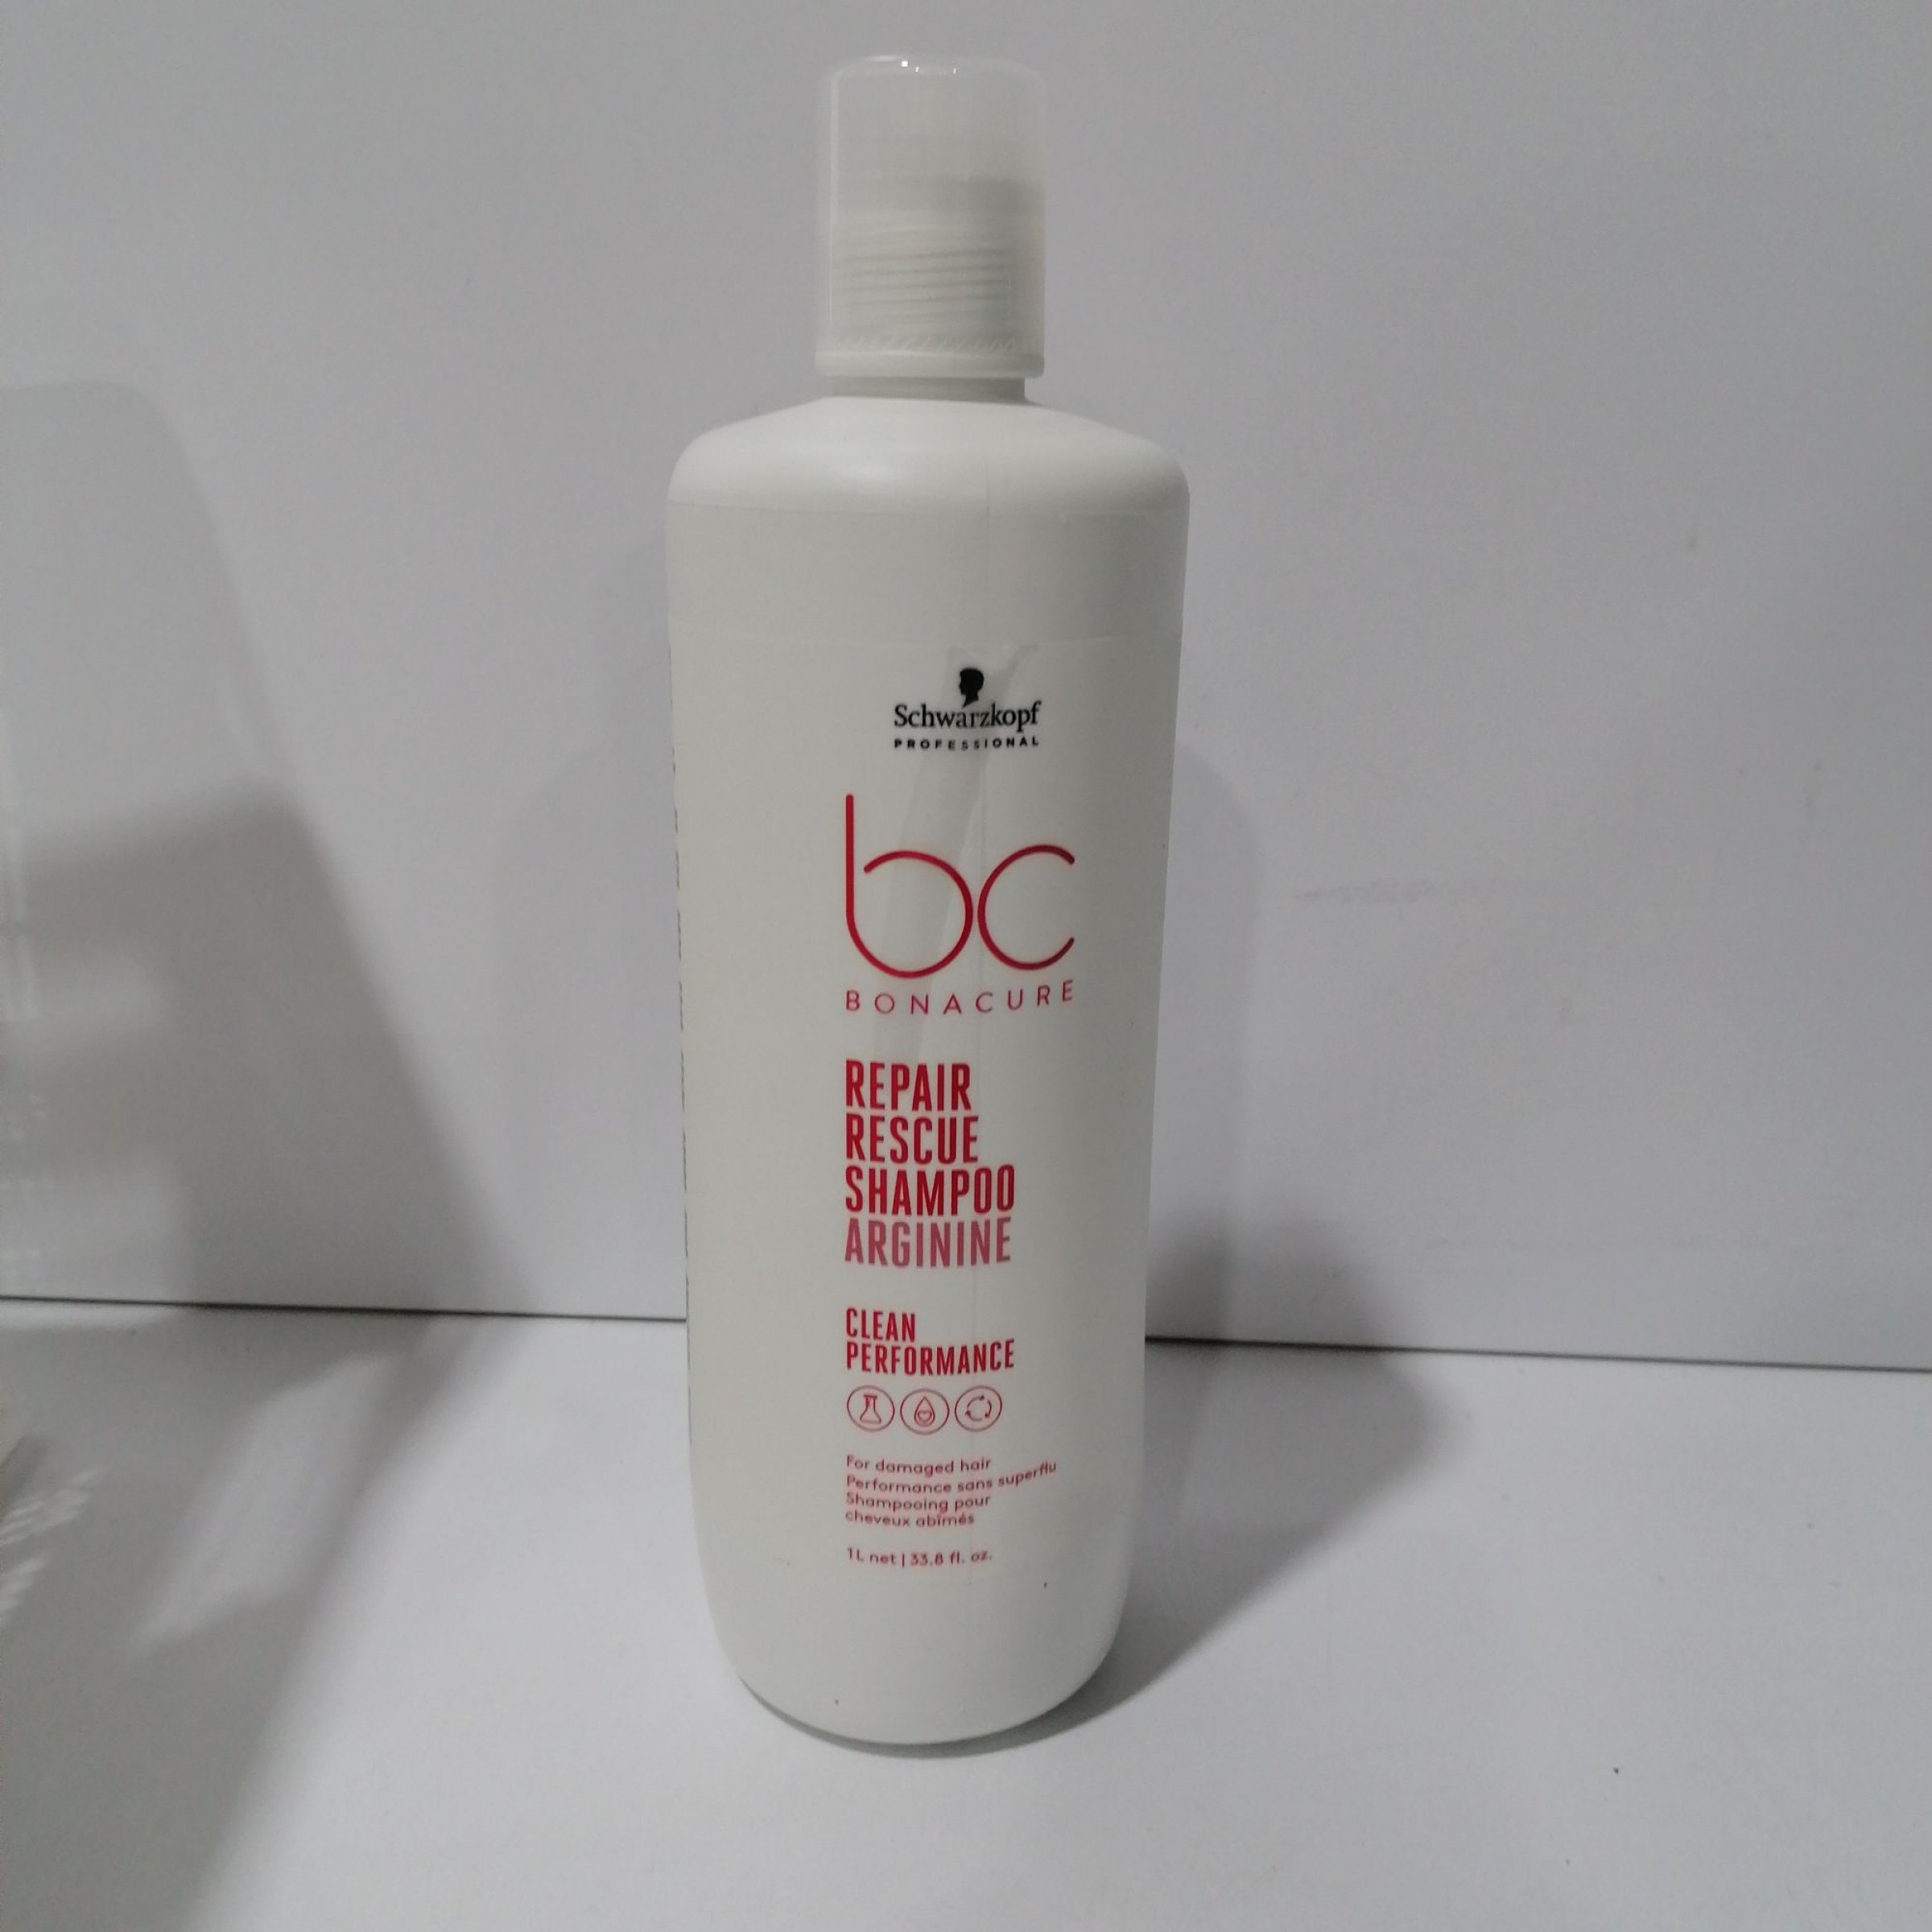 Schwarzkopf
PROFESSIONAL
bc
BONACURE
REPAIR
RESCUE
SHAMPOO
ARGININE
CLEAN
PERFORMANCE
For damaged hair
Performance sans superflu
Shampooing pour
cheveux abîmés
1L net | 33.8 fl. oz.